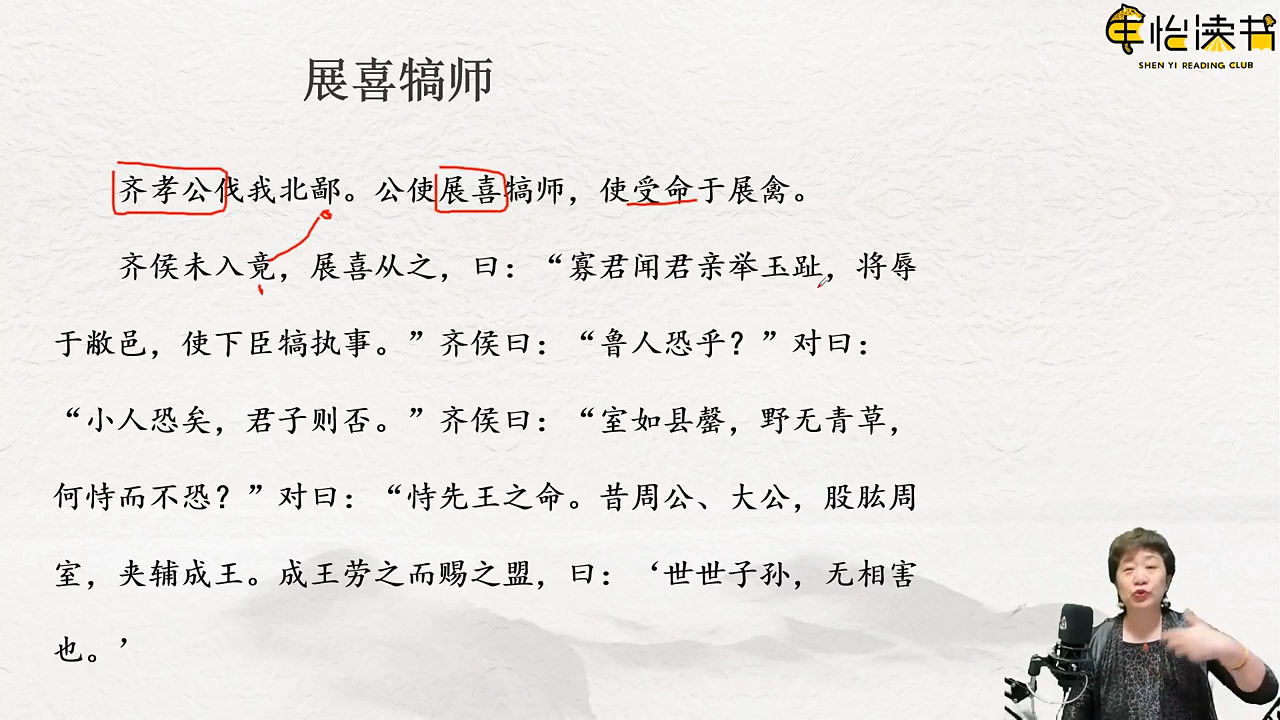 申怡读书
SHEN YI READING CLUB
展喜犒师
齐孝公伐我北鄙。公使展喜犒师，使受命于展禽。
齐侯未入竟，展喜从之，曰：“寡君闻君亲举玉趾，将辱
于敝邑，使下臣犒执事。”齐侯曰：“鲁人恐乎？”对曰：
“小人恐矣，君子则否。”齐侯曰：“室如县罄，野无青草，
何恃而不恐？”对曰：“恃先王之命。昔周公、大公，股肱周
室，夹辅成王。成王劳之而赐之盟，曰：‘世世子孙，无相害
也。’